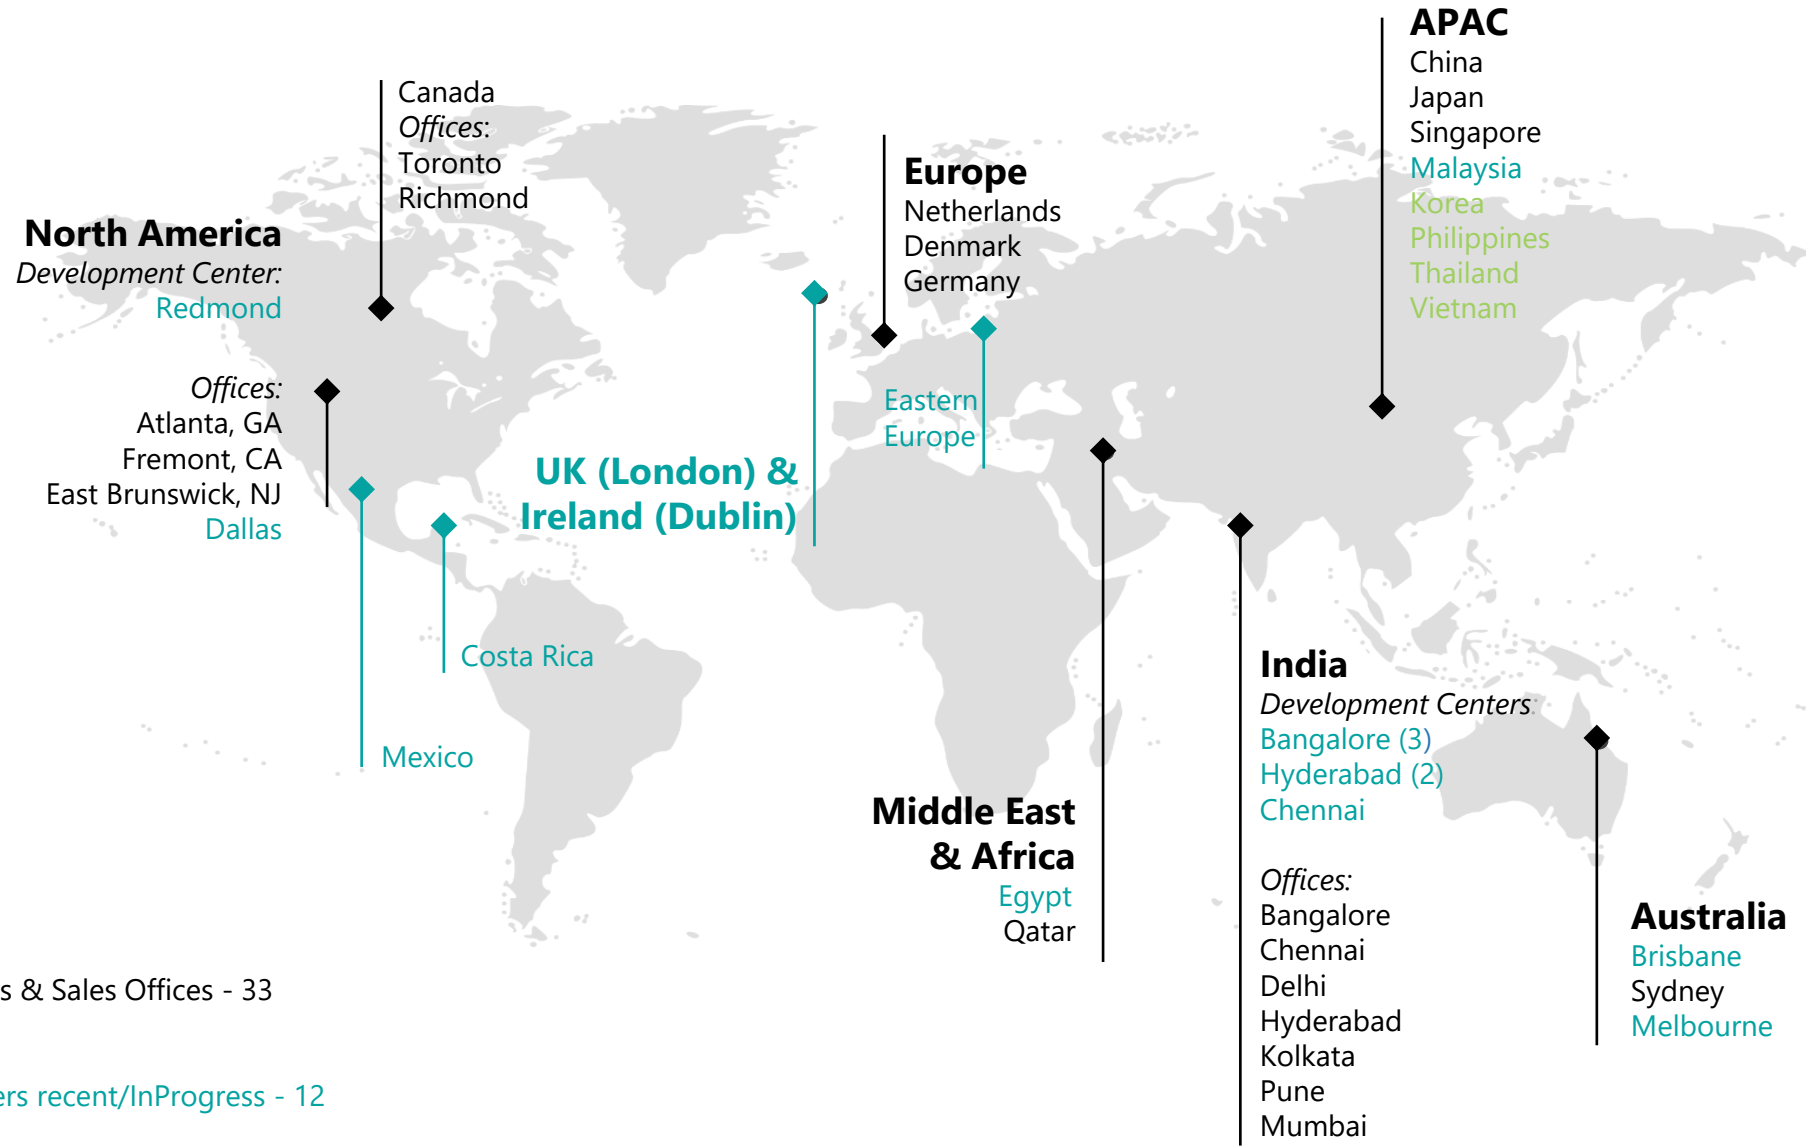 Canada
Offices:
Toronto
Richmond
North America
Development Center:
Redmond
Offices:
Atlanta, GA
Fremont, CA
East Brunswick, NJ
Dallas
Mexico
Costa Rica
UK (London) &
Ireland (Dublin)
Europe
Netherlands
Denmark
Germany
Eastern
Europe
APAC
China
Japan
Singapore
Malaysia
Korea
Philippines
Thailand
Vietnam
Middle East
& Africa
Egypt
Qatar
India
Development Centers:
Bangalore (3)
Hyderabad (2)
Chennai
Offices:
Bangalore
Chennai
Delhi
Hyderabad
Kolkata
Pune
Mumbai
Australia
Brisbane
Sydney
Melbourne
s & Sales Offices - 33
ers recent/InProgress - 12